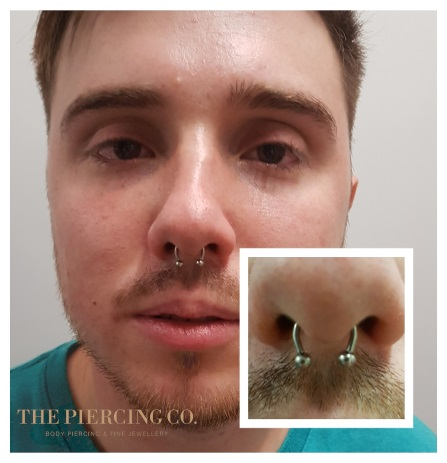 THE PIERCING CO.
BODY PIERCING & FINE JEWELLERY